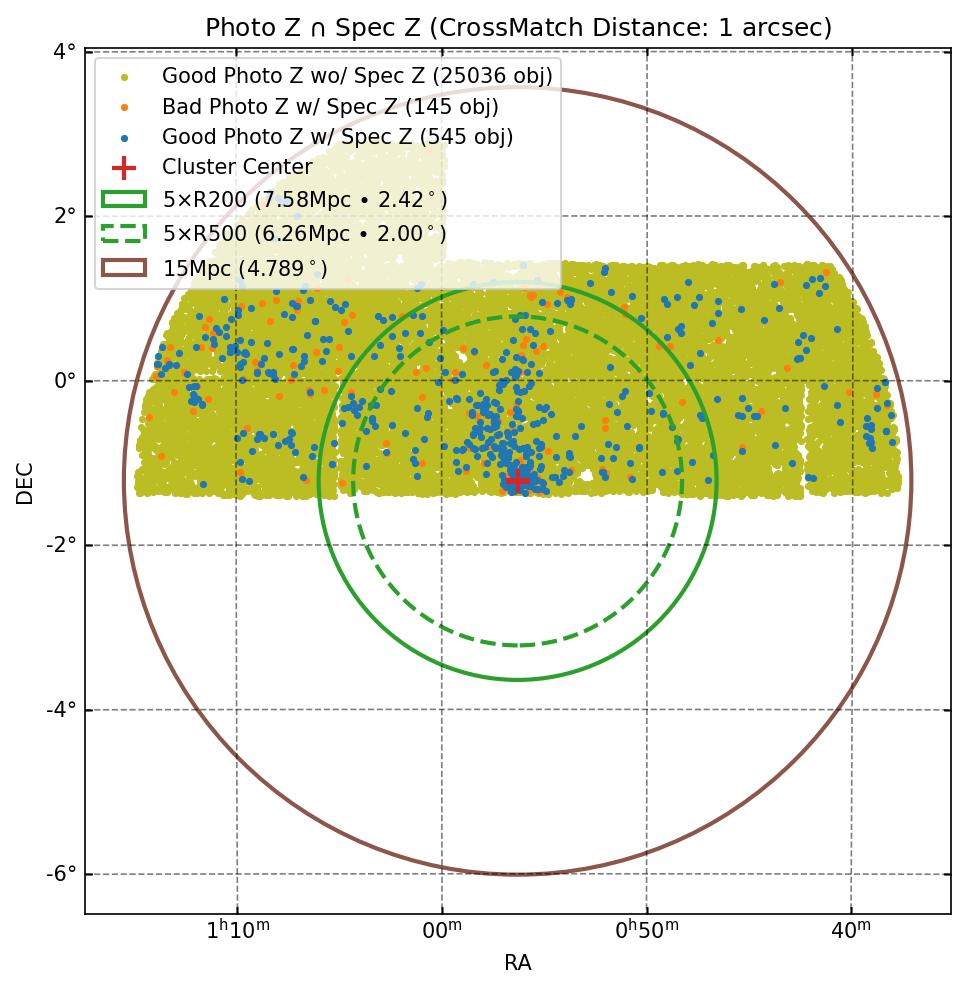 Photo Z ∩ Spec Z (CrossMatch Distance: 1 arcsec)
4°
Good Photo Z wo/ Spec Z (25036 obj)
Bad Photo Z w/ Spec Z (145 obj)
Good Photo Z w/ Spec Z (545 obj)
Cluster Center
5×R200 (7.58Mpc • 2.42°)
2°
5×R500 (6.26Mpc • 2.00°)
15Mpc (4.789°)
0°
DEC
-2°
-4°
-6°
1ʰ10ᵐ 00ᵐ 0ʰ50ᵐ 40ᵐ
RA